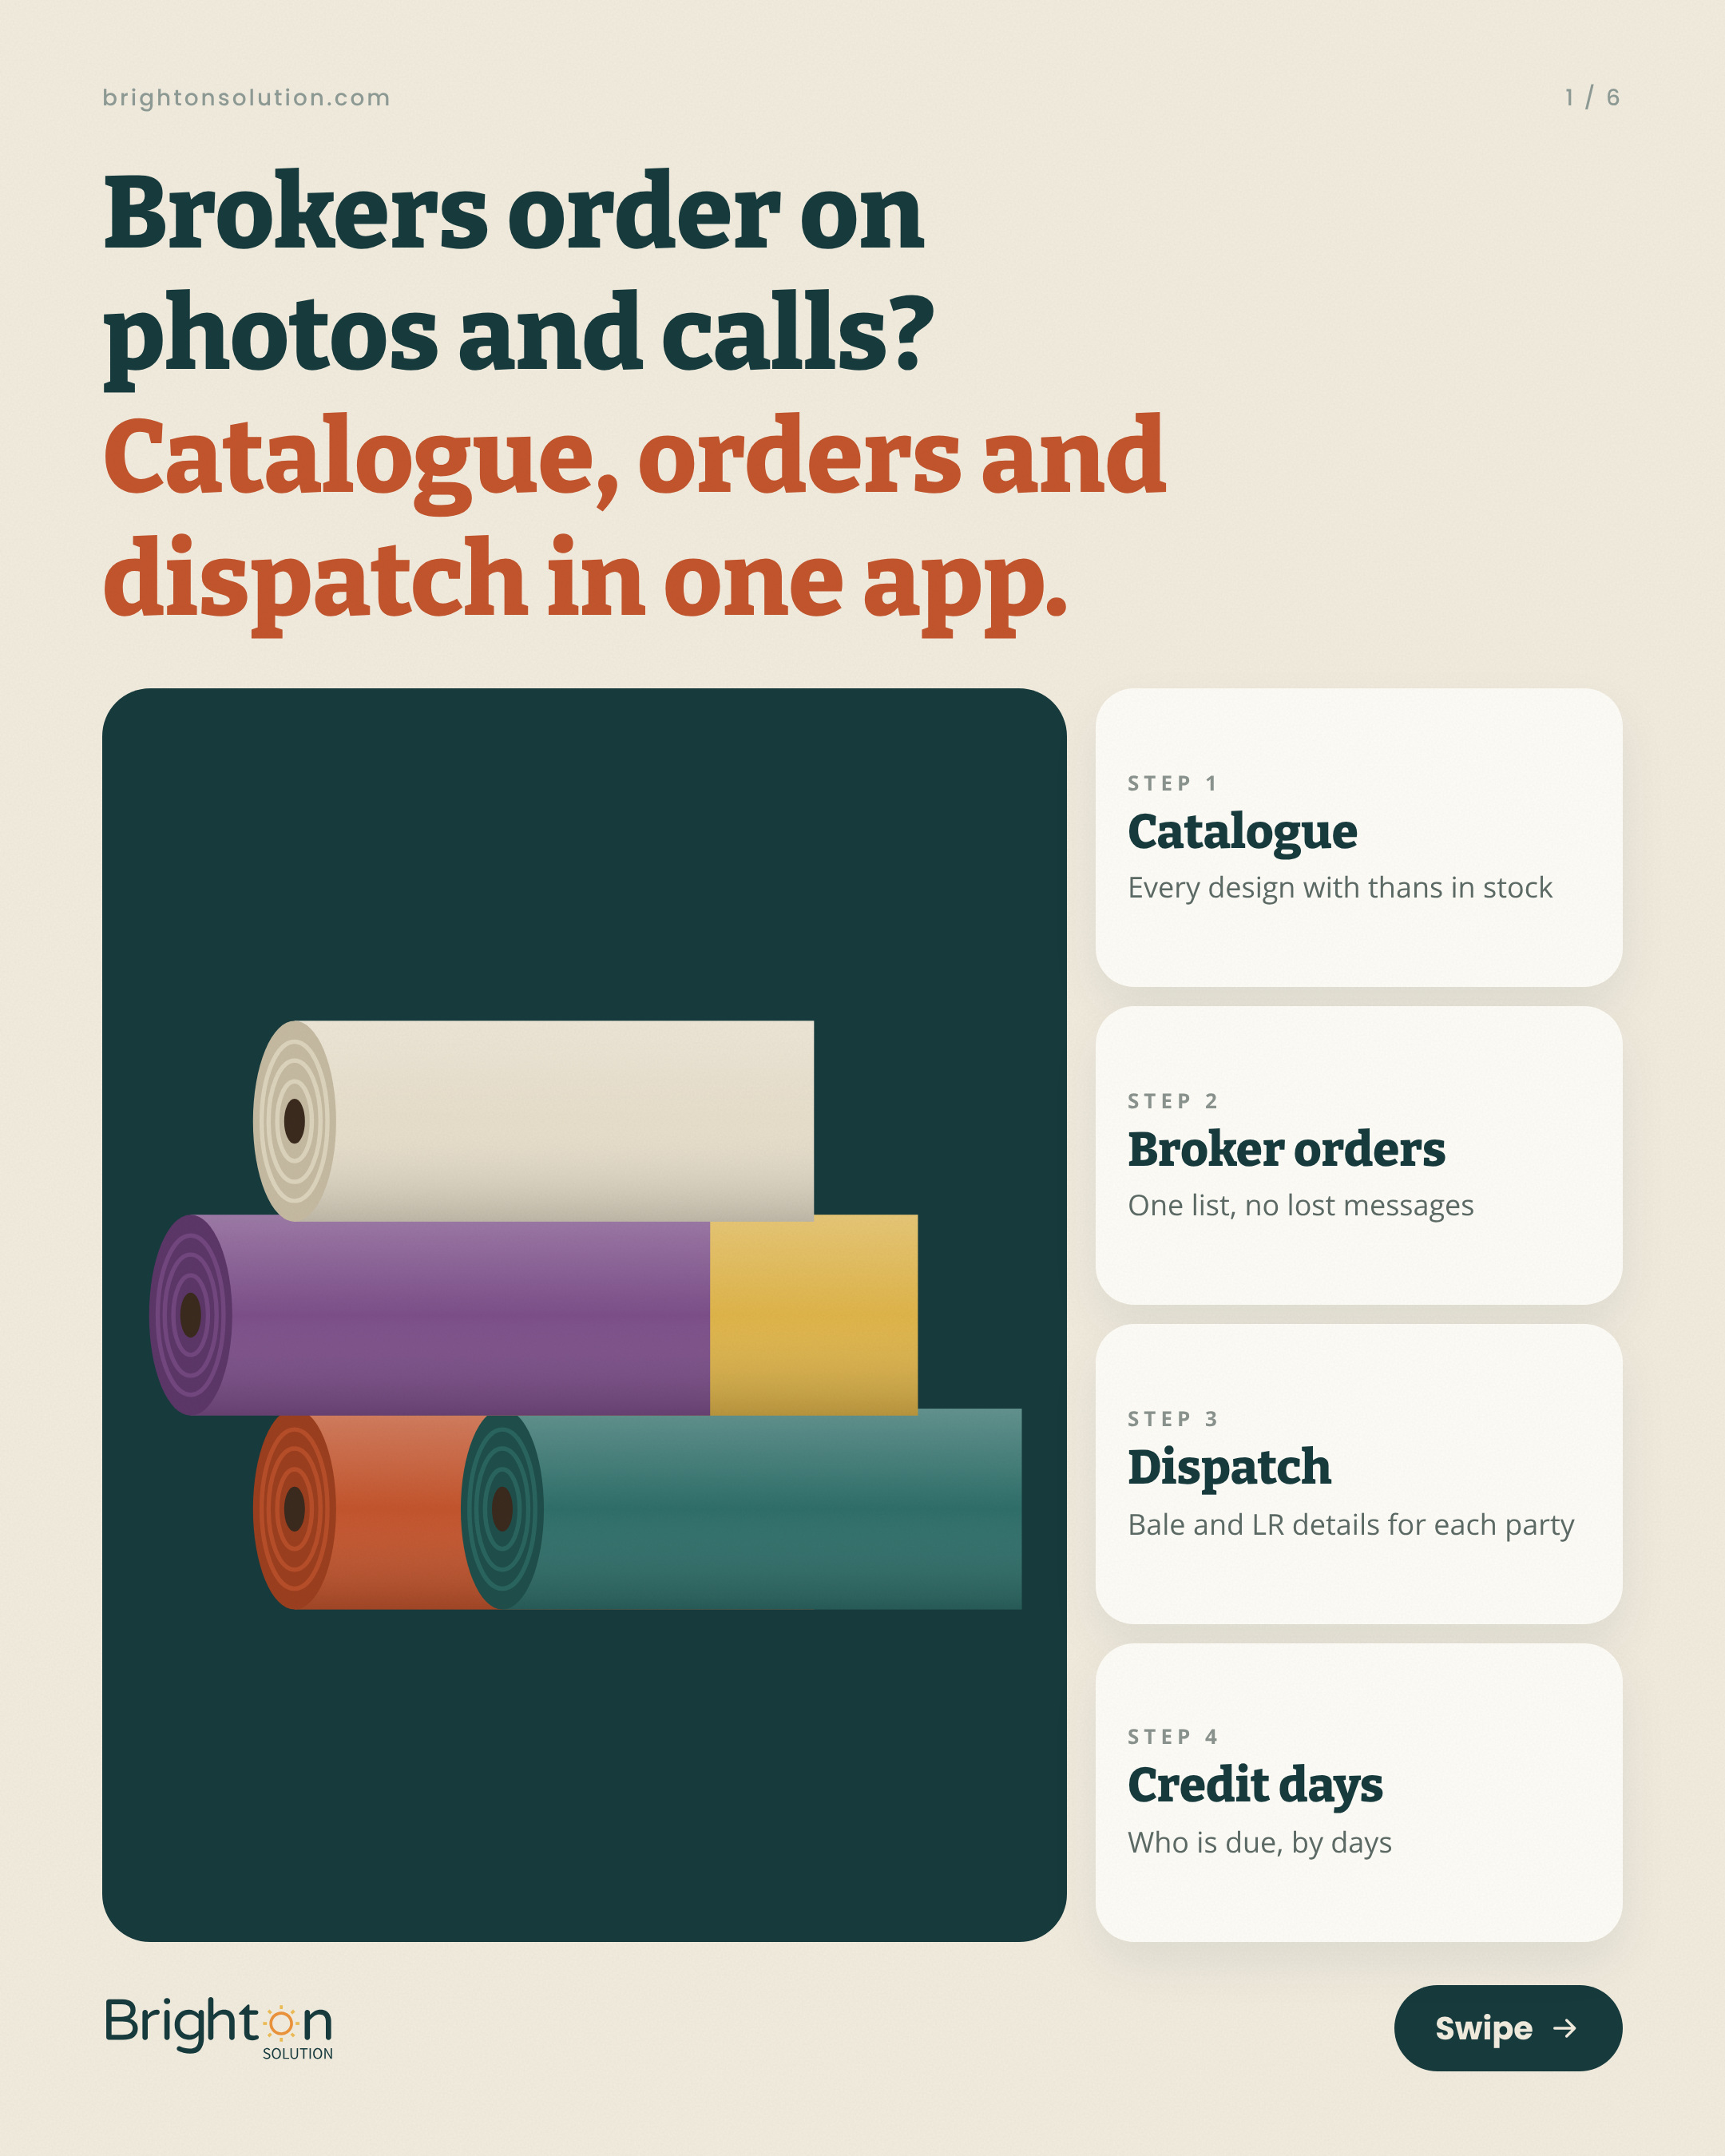 brightonsolution.com
1 / 6
Brokers order on
photos and calls?
Catalogue, orders and
dispatch in one app.
STEP 1
Catalogue
Every design with thans in stock
STEP 2
Broker orders
One list, no lost messages
STEP 3
Dispatch
Bale and LR details for each party
STEP 4
Credit days
Who is due, by days
Brighton
SOLUTION
Swipe →